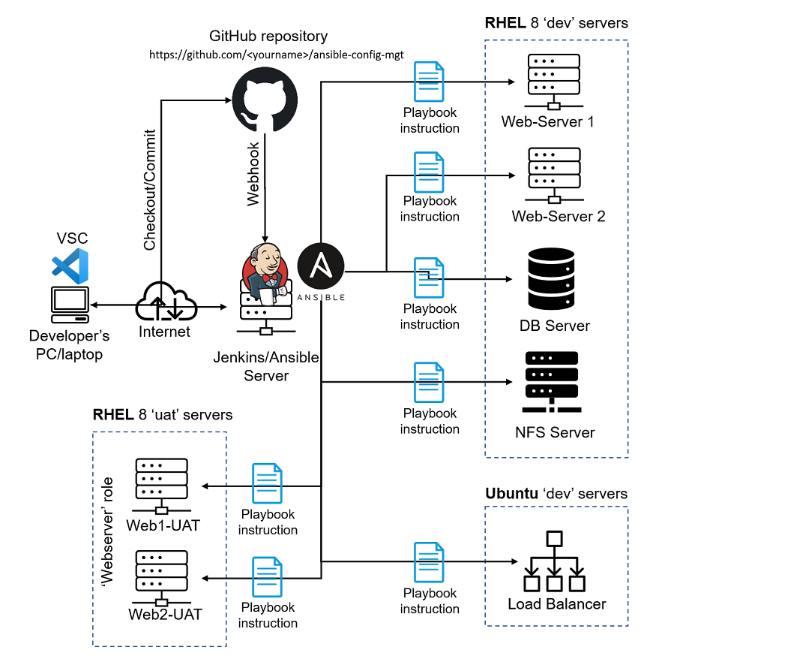 RHEL 8 ‘dev’ servers
GitHub repository
https://github.com/<yourname>/ansible-config-mgt
Playbook
instruction
Web-Server 1
Checkout/Commit
Webhook
Playbook
instruction
Web-Server 2
VSC
Developer’s
PC/laptop
Internet
ANSIBLE
Jenkins/Ansible
Server
Playbook
instruction
DB Server
Playbook
instruction
NFS Server
RHEL 8 ‘uat’ servers
‘Webserver’ role
Web1-UAT
Playbook
instruction
Web2-UAT
Playbook
instruction
Ubuntu ‘dev’ servers
Playbook
instruction
Load Balancer